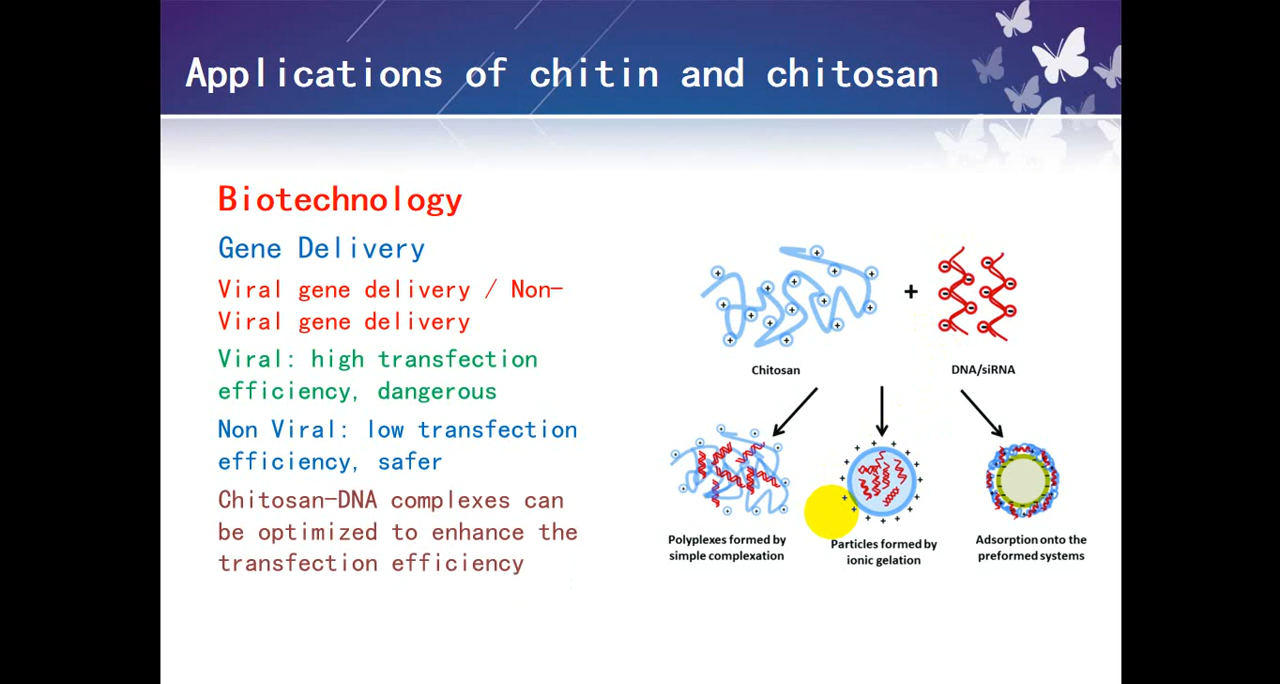 Applications of chitin and chitosan
Biotechnology
Gene Delivery
Viral gene delivery / Non-
Viral gene delivery
Viral: high transfection
efficiency, dangerous
Non Viral: low transfection
efficiency, safer
Chitosan-DNA complexes can
be optimized to enhance the
transfection efficiency
+
Chitosan
DNA/siRNA
Polyplexes formed by
simple complexation
Particles formed by
ionic gelation
Adsorption onto the
preformed systems